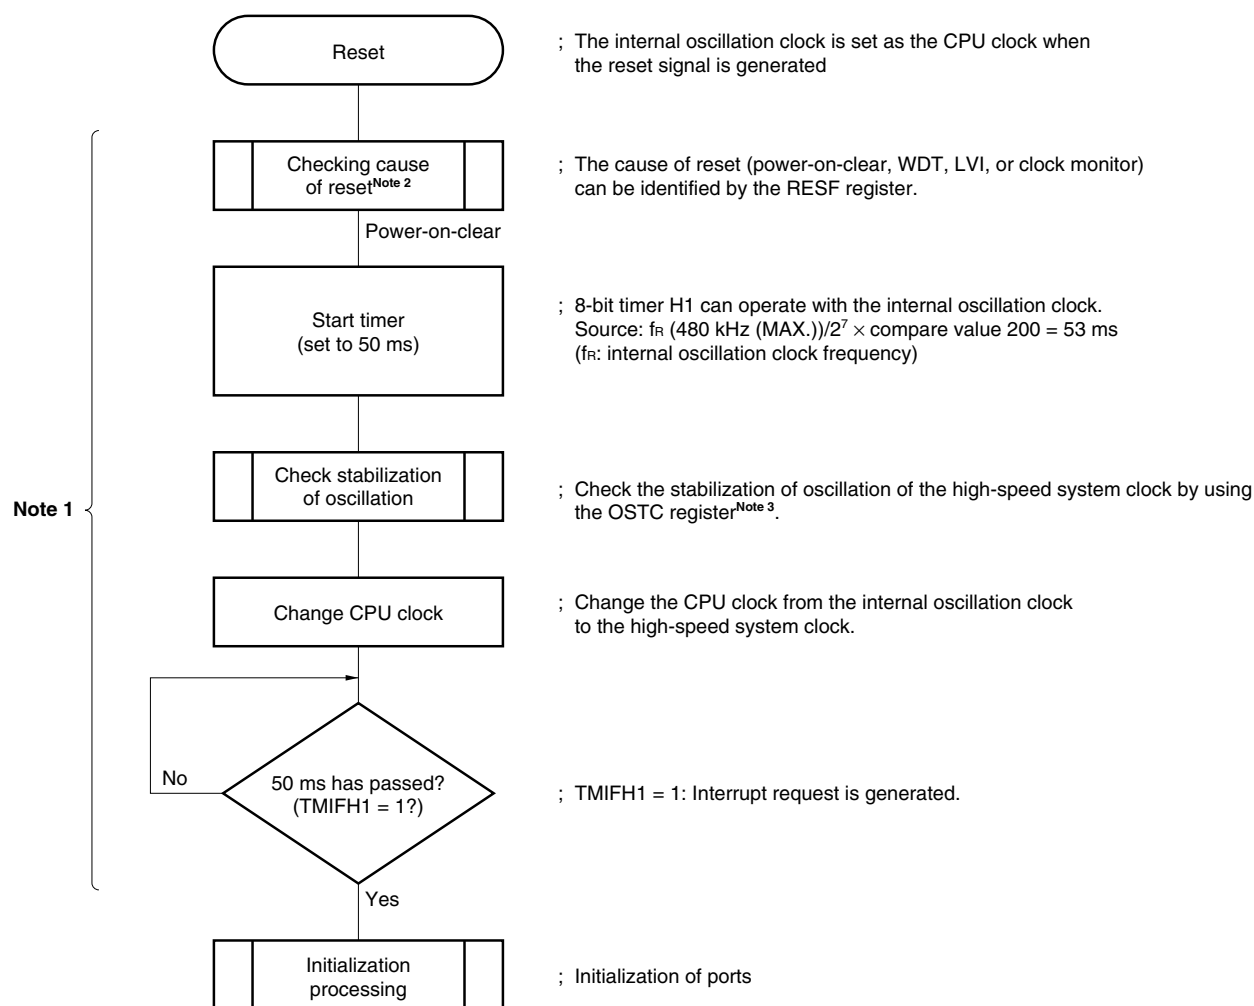 Reset
; The internal oscillation clock is set as the CPU clock when
the reset signal is generated
Checking cause
of reset Note 2
; The cause of reset (power-on-clear, WDT, LVI, or clock monitor)
can be identified by the RESF register.
Power-on-clear
Start timer
(set to 50 ms)
; 8-bit timer H1 can operate with the internal oscillation clock.
Source: fR (480 kHz (MAX.))/2⁷ × compare value 200 = 53 ms
(fR: internal oscillation clock frequency)
Note 1
Check stabilization
of oscillation
; Check the stabilization of oscillation of the high-speed system clock by using
the OSTC register Note 3.
Change CPU clock
; Change the CPU clock from the internal oscillation clock
to the high-speed system clock.
No
50 ms has passed?
(TMIFH1 = 1?)
; TMIFH1 = 1: Interrupt request is generated.
Yes
Initialization
processing
; Initialization of ports